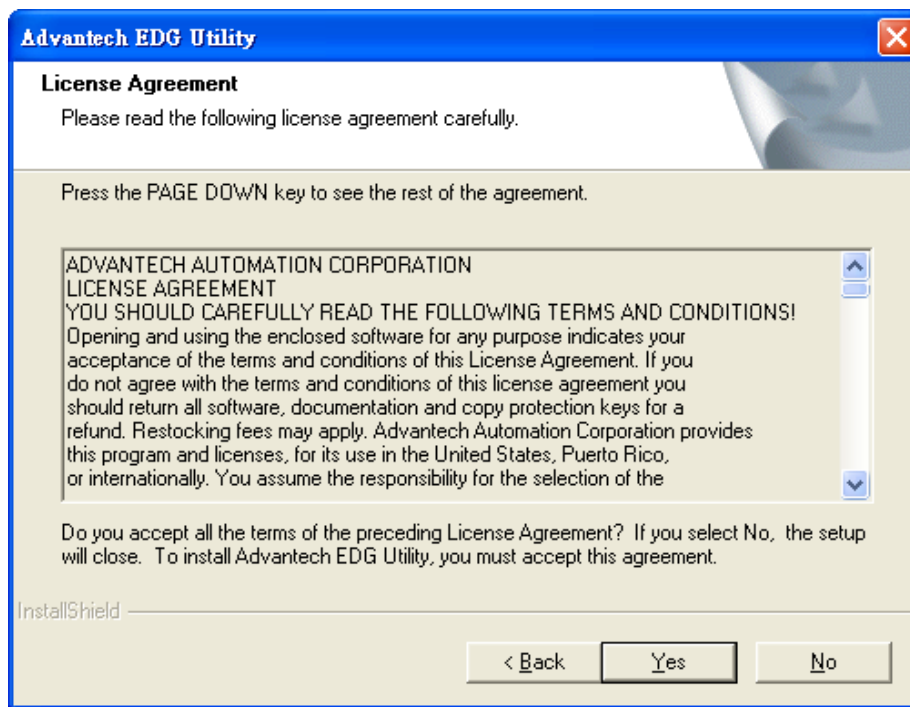 Advantech EDG Utility
License Agreement
Please read the following license agreement carefully.
Press the PAGE DOWN key to see the rest of the agreement.
ADVANTECH AUTOMATION CORPORATION
LICENSE AGREEMENT
YOU SHOULD CAREFULLY READ THE FOLLOWING TERMS AND CONDITIONS!
Opening and using the enclosed software for any purpose indicates your
acceptance of the terms and conditions of this License Agreement. If you
do not agree with the terms and conditions of this license agreement you
should return all software, documentation and copy protection keys for a
refund. Restocking fees may apply. Advantech Automation Corporation provides
this program and licenses, for its use in the United States, Puerto Rico,
or internationally. You assume the responsibility for the selection of the
Do you accept all the terms of the preceding License Agreement? If you select No, the setup
will close. To install Advantech EDG Utility, you must accept this agreement.
InstallShield
< Back
Yes
No